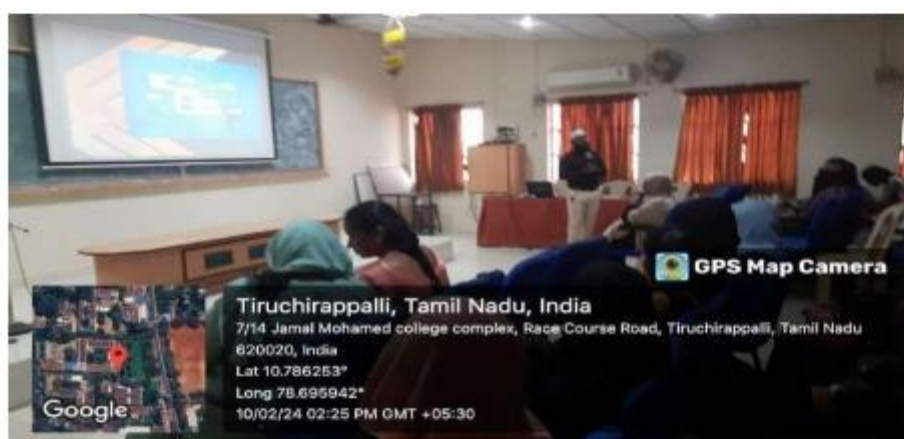 GPS Map Camera
Tiruchirappalli, Tamil Nadu, India
7/14 Jamal Mohamed college complex, Race Course Road, Tiruchirappalli, Tamil Nadu
620020, India
Lat 10.786253°
Long 78.695942°
10/02/24 02:25 PM GMT +05:30
Google